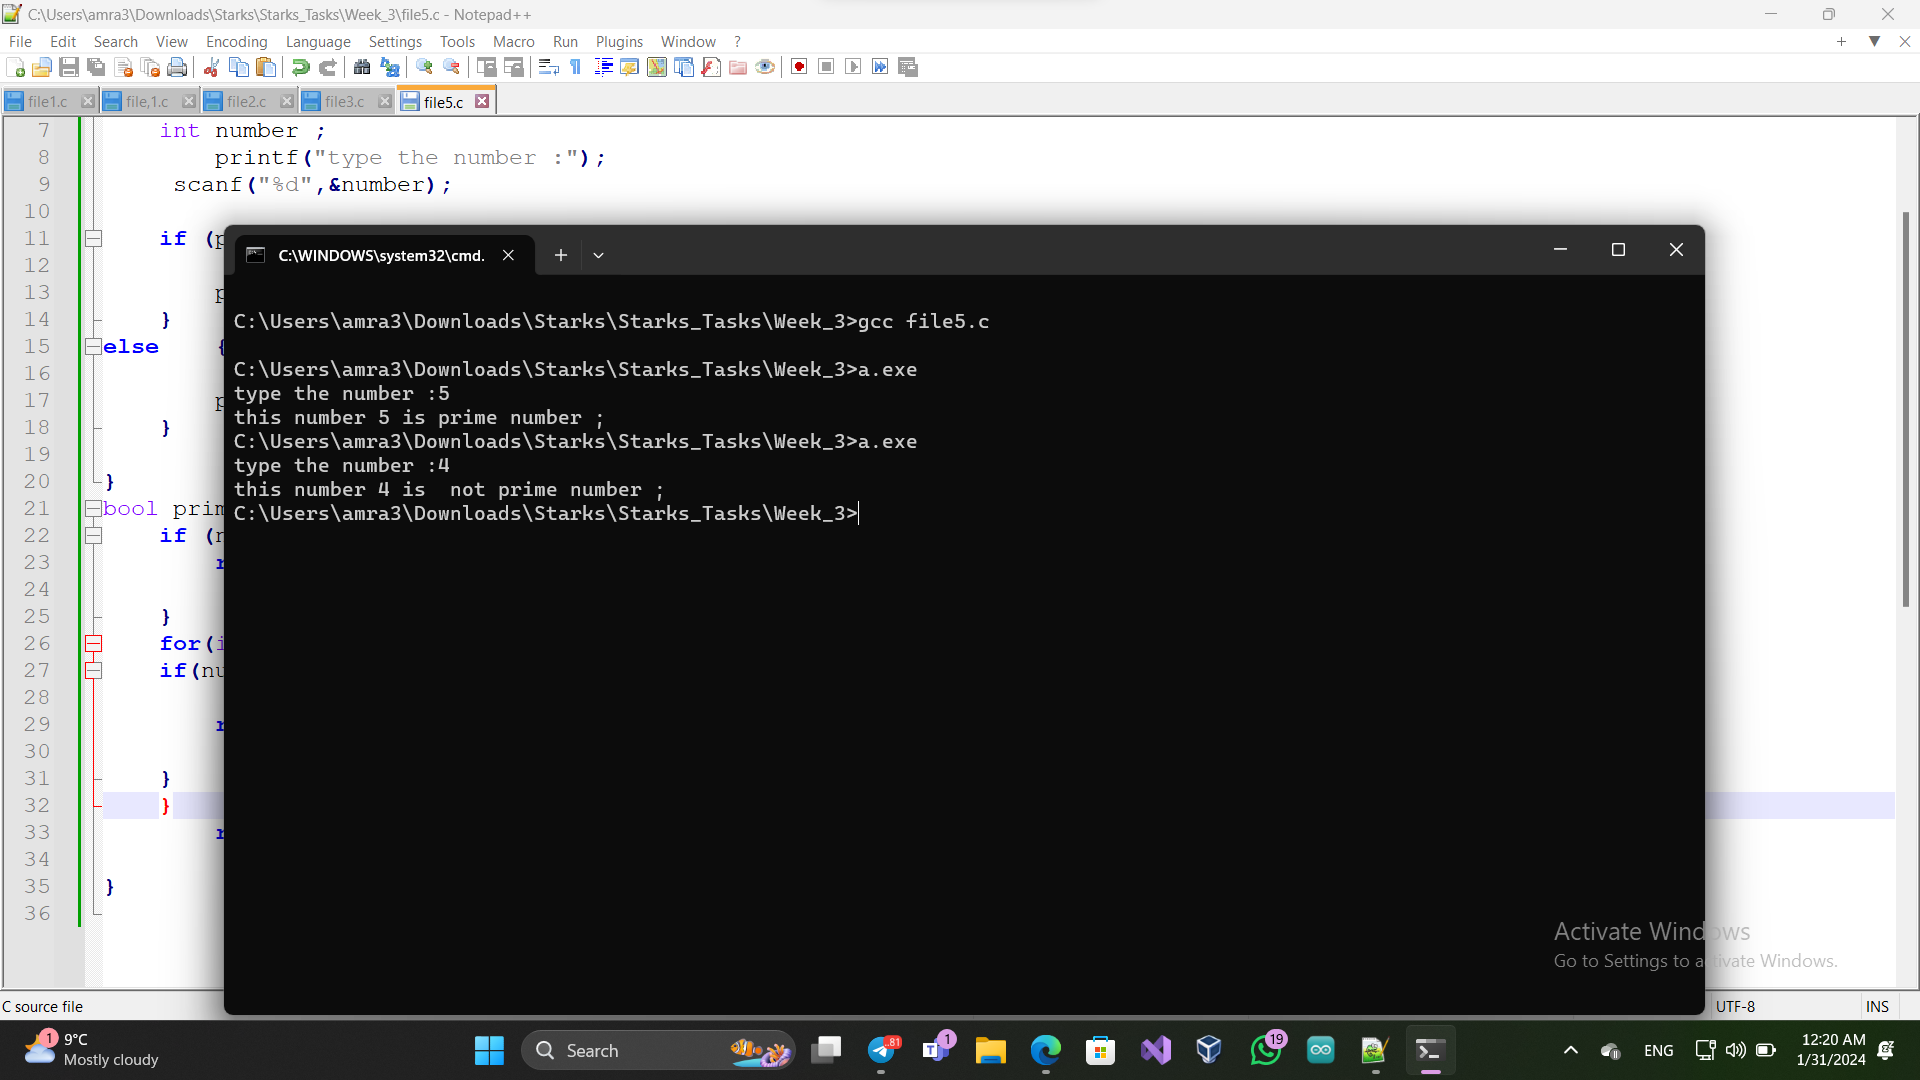 C:\Users\amra3\Downloads\Starks\Starks_Tasks\Week_3\file5.c - Notepad++
File Edit Search View Encoding Language Settings Tools Macro Run Plugins Window ?
file1.c file,1.c file2.c file3.c file5.c
7 int number ;
8 printf("type the number :");
9 scanf("%d",&number);
10
11 if (p
12
13 p
14 }
15 else {
16
17 p
18 }
19
20 }
21 bool prim
22 if (n
23 r
24
25 }
26 for(i
27 if(nu
28
29 r
30
31 }
32 }
33 r
34
35 }
36
C:\WINDOWS\system32\cmd.
C:\Users\amra3\Downloads\Starks\Starks_Tasks\Week_3>gcc file5.c
C:\Users\amra3\Downloads\Starks\Starks_Tasks\Week_3>a.exe
type the number :5
this number 5 is prime number ;
C:\Users\amra3\Downloads\Starks\Starks_Tasks\Week_3>a.exe
type the number :4
this number 4 is  not prime number ;
C:\Users\amra3\Downloads\Starks\Starks_Tasks\Week_3>
Activate Windows
Go to Settings to activate Windows.
C source file UTF-8 INS
1 9°C
Mostly cloudy
Search
.81
1
19
ENG
12:20 AM
1/31/2024